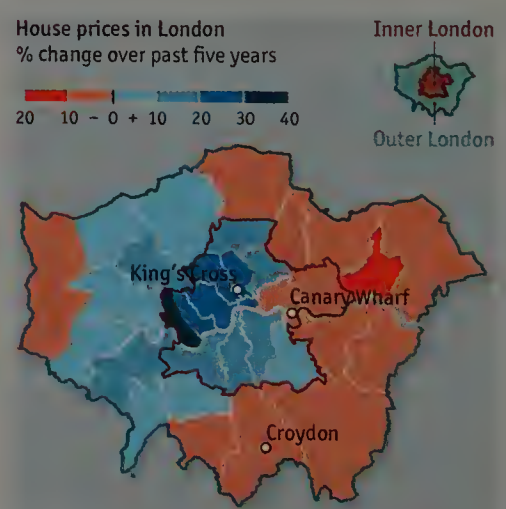 House prices in London
% change over past five years
20 10 – 0 + 10 20 30 40
Inner London
Outer London
King's Cross
Canary Wharf
Croydon